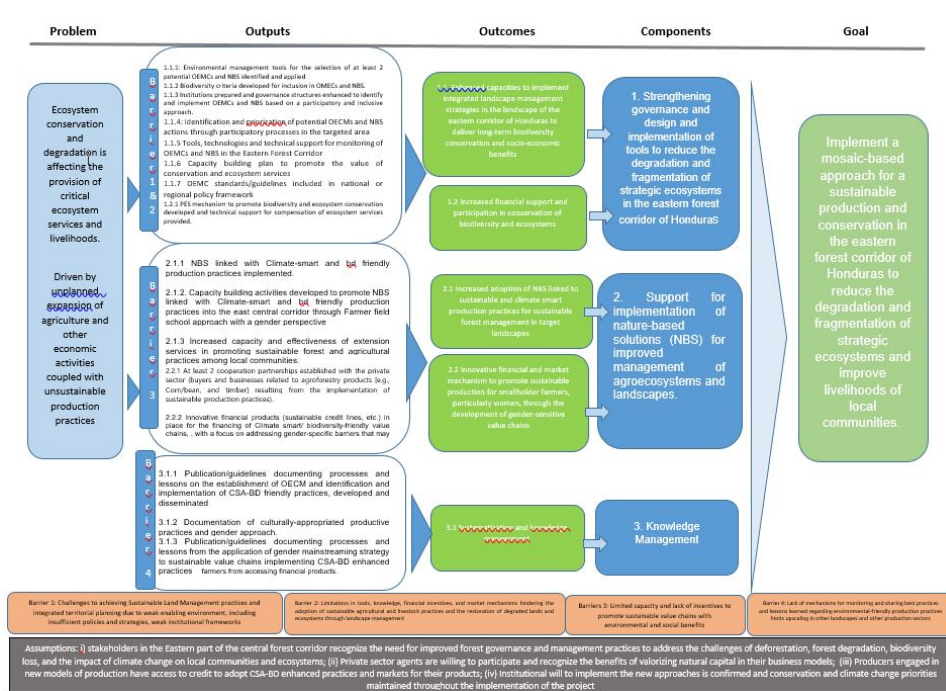 Problem
Outputs
Outcomes
Components
Goal
Ecosystem
conservation
and
degradation is
affecting the
provision of
critical
ecosystem
services and
livelihoods.
Driven by
unplanned
expansion of
agriculture and
other
economic
activities
coupled with
unsustainable
production
practices
Barrier 1 & 2
1.1.1: Environmental management tools for the selection of at least 2
potential OEMCs and NBS identified and applied
1.1.2 Biodiversity criteria developed for inclusion in OMECs and NBS.
1.1.3 Institutions prepared and governance structures enhanced to identify
and implement OEMCs and NBS based on a participatory and inclusive
approach.
1.1.4: Identification and of potential OECMs and NBS
actions through participatory processes in the targeted area
1.1.5 Tools, technologies and technical support for monitoring of
OEMCs and NBS in the Eastern Forest Corridor
1.1.6 Capacity building plan to promote the value of
conservation and ecosystem services
1.1.7 OEMC standards/guidelines included in national or
regional policy framework
1.2.1 PES mechanism to promote biodiversity and ecosystem conservation
developed and technical support for compensation of ecosystem services
provided.
Barrier 3
2.1.1 NBS linked with Climate-smart and bd friendly
production practices implemented.
2.1.2. Capacity building activities developed to promote NBS
linked with Climate-smart and bd friendly production
practices into the east central corridor through Farmer field
school approach with a gender perspective
2.1.3 Increased capacity and effectiveness of extension
services in promoting sustainable forest and agricultural
practices among local communities.
2.2.1 At least 2 cooperation partnerships established with the private
sector (buyers and businesses related to agroforestry products (e.g.,
Corn/bean, and timber) resulting from the implementation of
sustainable production practices).
2.2.2 Innovative financial products (sustainable credit lines, etc.) in
place for the financing of Climate smart/ biodiversity-friendly value
chains, , with a focus on addressing gender-specific barriers that may
Barrier 4
3.1.1 Publication/guidelines documenting processes and
lessons on the establishment of OECM and identification and
implementation of CSA-BD friendly practices, developed and
disseminated
3.1.2 Documentation of culturally-appropriated productive
practices and gender approach.
3.1.3 Publication/guidelines documenting processes and
lessons from the application of gender mainstreaming strategy
to sustainable value chains implementing CSA-BD enhanced
practices farmers from accessing financial products.
capacities to implement
integrated landscape management
strategies in the landscape of the
eastern corridor of Honduras to
deliver long-term biodiversity
conservation and socio-economic
benefits
1.2 Increased financial support and
participation in conservation of
biodiversity and ecosystems
2.1 Increased adoption of NBS linked to
sustainable and climate smart
production practices for sustainable
forest management in target
landscapes
2.2 Innovative financial and market
mechanism to promote sustainable
production for smallholder farmers,
particularly women, through the
development of gender-sensitive
value chains
3.1 and
1. Strengthening
governance and
design and
implementation of
tools to reduce the
degradation and
fragmentation of
strategic ecosystems
in the eastern forest
corridor of Honduras
2. Support for
implementation of
nature-based
solutions (NBS) for
improved
management of
agroecosystems and
landscapes.
3. Knowledge
Management
Implement a
mosaic-based
approach for a
sustainable
production and
conservation in
the eastern
forest corridor of
Honduras to
reduce the
degradation and
fragmentation of
strategic
ecosystems and
improve
livelihoods of
local
communities.
Barrier 1: Challenges to achieving Sustainable Land Management practices and
integrated territorial planning due to weak enabling environment, including
insufficient policies and strategies, weak institutional frameworks
Barrier 2: Limitations in tools, knowledge, financial incentives, and market mechanisms hindering the
adoption of sustainable agricultural and livestock practices and the restoration of degraded lands and
ecosystems through landscape management
Barriers 3: Limited capacity and lack of incentives to
promote sustainable value chains with
environmental and social benefits
Barrier 4: Lack of mechanisms for monitoring and sharing best practices
and lessons learned regarding environmental-friendly production practices
limits upscaling in other landscapes and other production sectors
Assumptions: i) stakeholders in the Eastern part of the central forest corridor recognize the need for improved forest governance and management practices to address the challenges of deforestation, forest degradation, biodiversity
loss, and the impact of climate change on local communities and ecosystems; (ii) Private sector agents are willing to participate and recognize the benefits of valorizing natural capital in their business models; (iii) Producers engaged in
new models of production have access to credit to adopt CSA-BD enhanced practices and markets for their products; (iv) Institutional will to implement the new approaches is confirmed and conservation and climate change priorities
maintained throughout the implementation of the project